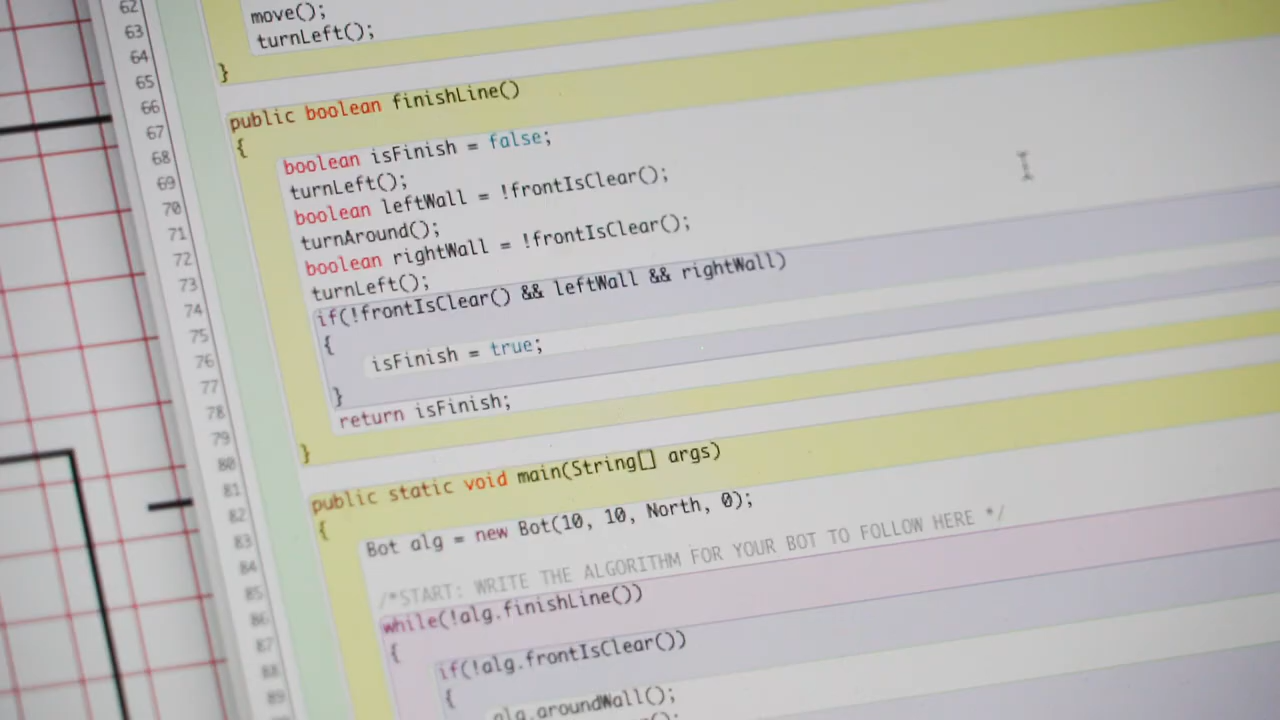 62
move();
63
turnLeft();
64
65
}
66
public boolean finishLine()
67
{
68
boolean isFinish = false;
69
turnLeft();
70
boolean leftWall = !frontIsClear();
71
turnAround();
72
boolean rightWall = !frontIsClear();
73
turnLeft();
74
if(!frontIsClear() && leftWall && rightWall)
75
{
76
isFinish = true;
77
}
78
return isFinish;
79
}
80
81
public static void main(String[] args)
82
{
83
Bot alg = new Bot(10, 10, North, 0);
84
85
/*START: WRITE THE ALGORITHM FOR YOUR BOT TO FOLLOW HERE */
86
while(!alg.finishLine())
87
{
88
if(!alg.frontIsClear())
89
{
alg.aroundWall();